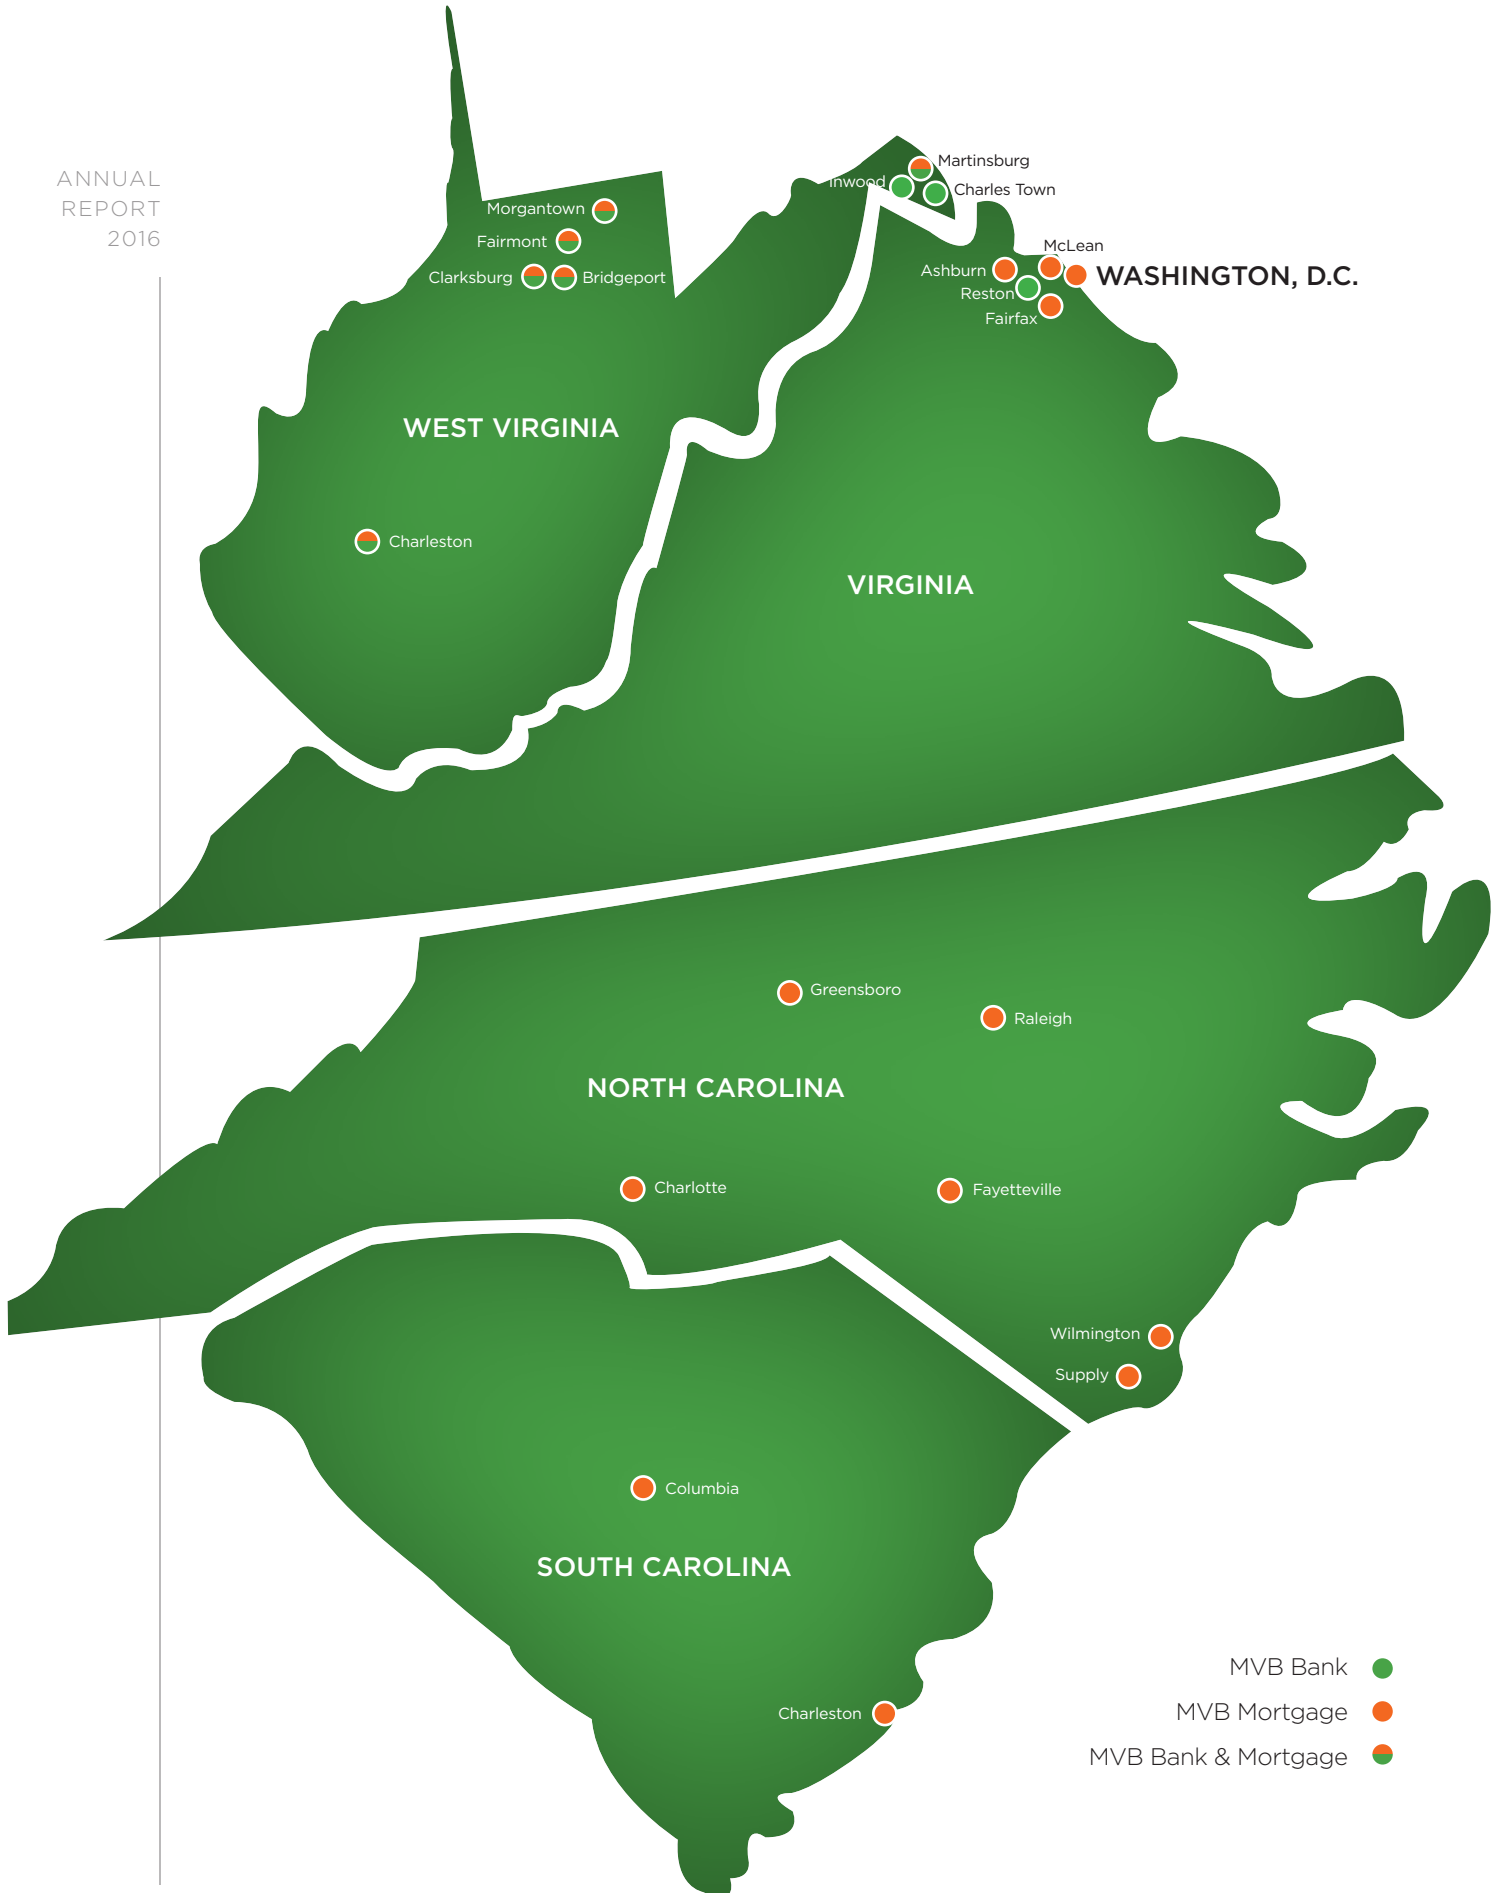 ANNUAL
REPORT
2016
Martinsburg
Inwood
Charles Town
Morgantown
Fairmont
Clarksburg
Bridgeport
McLean
Ashburn
WASHINGTON, D.C.
Reston
Fairfax
WEST VIRGINIA
Charleston
VIRGINIA
Greensboro
Raleigh
NORTH CAROLINA
Charlotte
Fayetteville
Wilmington
Supply
Columbia
SOUTH CAROLINA
Charleston
MVB Bank
MVB Mortgage
MVB Bank & Mortgage